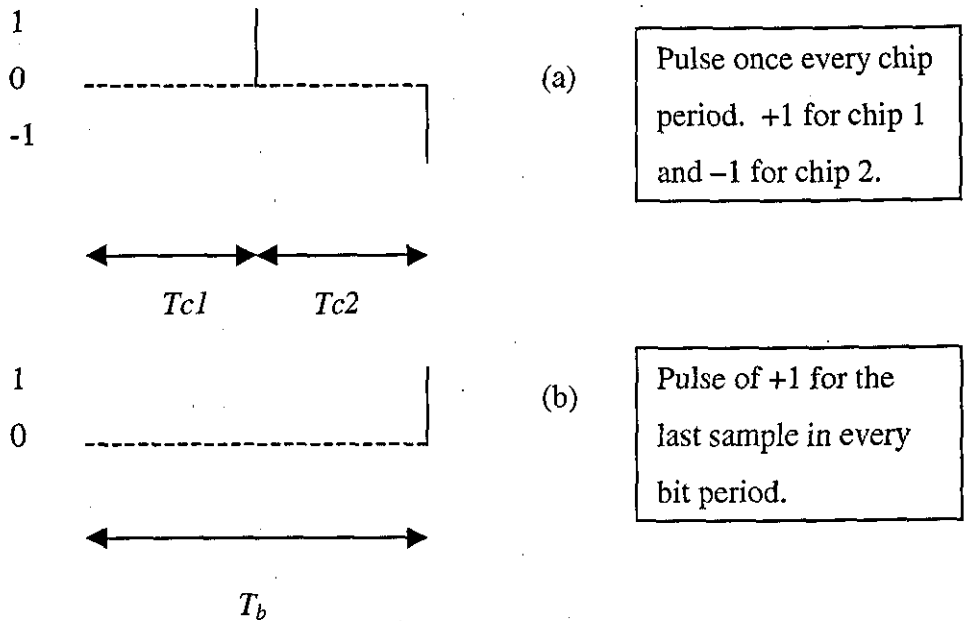 1
0
-1
(a)
Pulse once every chip
period. +1 for chip 1
and –1 for chip 2.
Tc1
Tc2
1
0
(b)
Pulse of +1 for the
last sample in every
bit period.
Tb